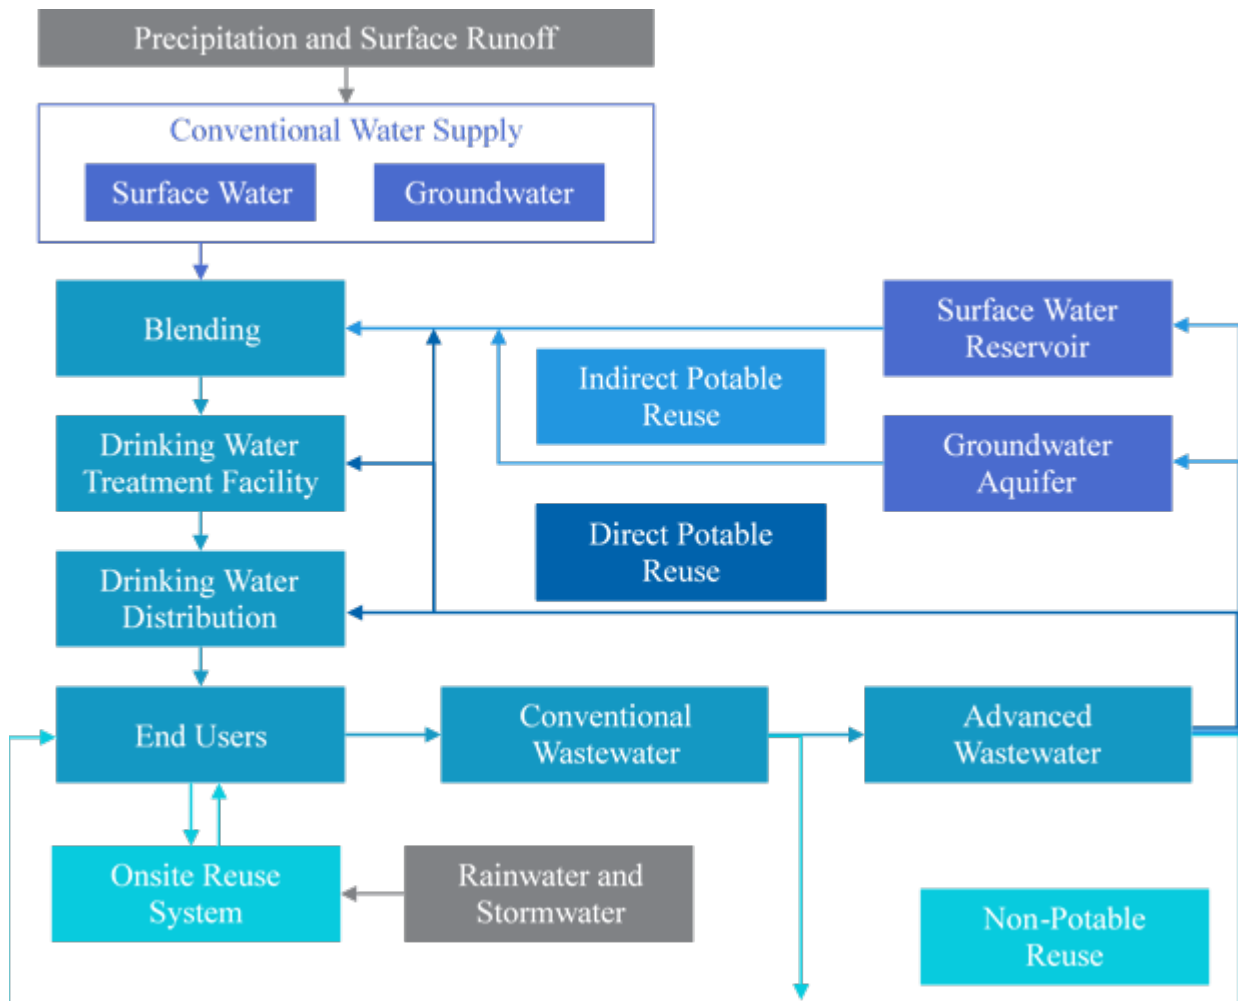 Precipitation and Surface Runoff
Conventional Water Supply
Surface Water
Groundwater
Blending
Surface Water
Reservoir
Indirect Potable
Reuse
Drinking Water
Treatment Facility
Groundwater
Aquifer
Direct Potable
Reuse
Drinking Water
Distribution
End Users
Conventional
Wastewater
Advanced
Wastewater
Onsite Reuse
System
Rainwater and
Stormwater
Non-Potable
Reuse